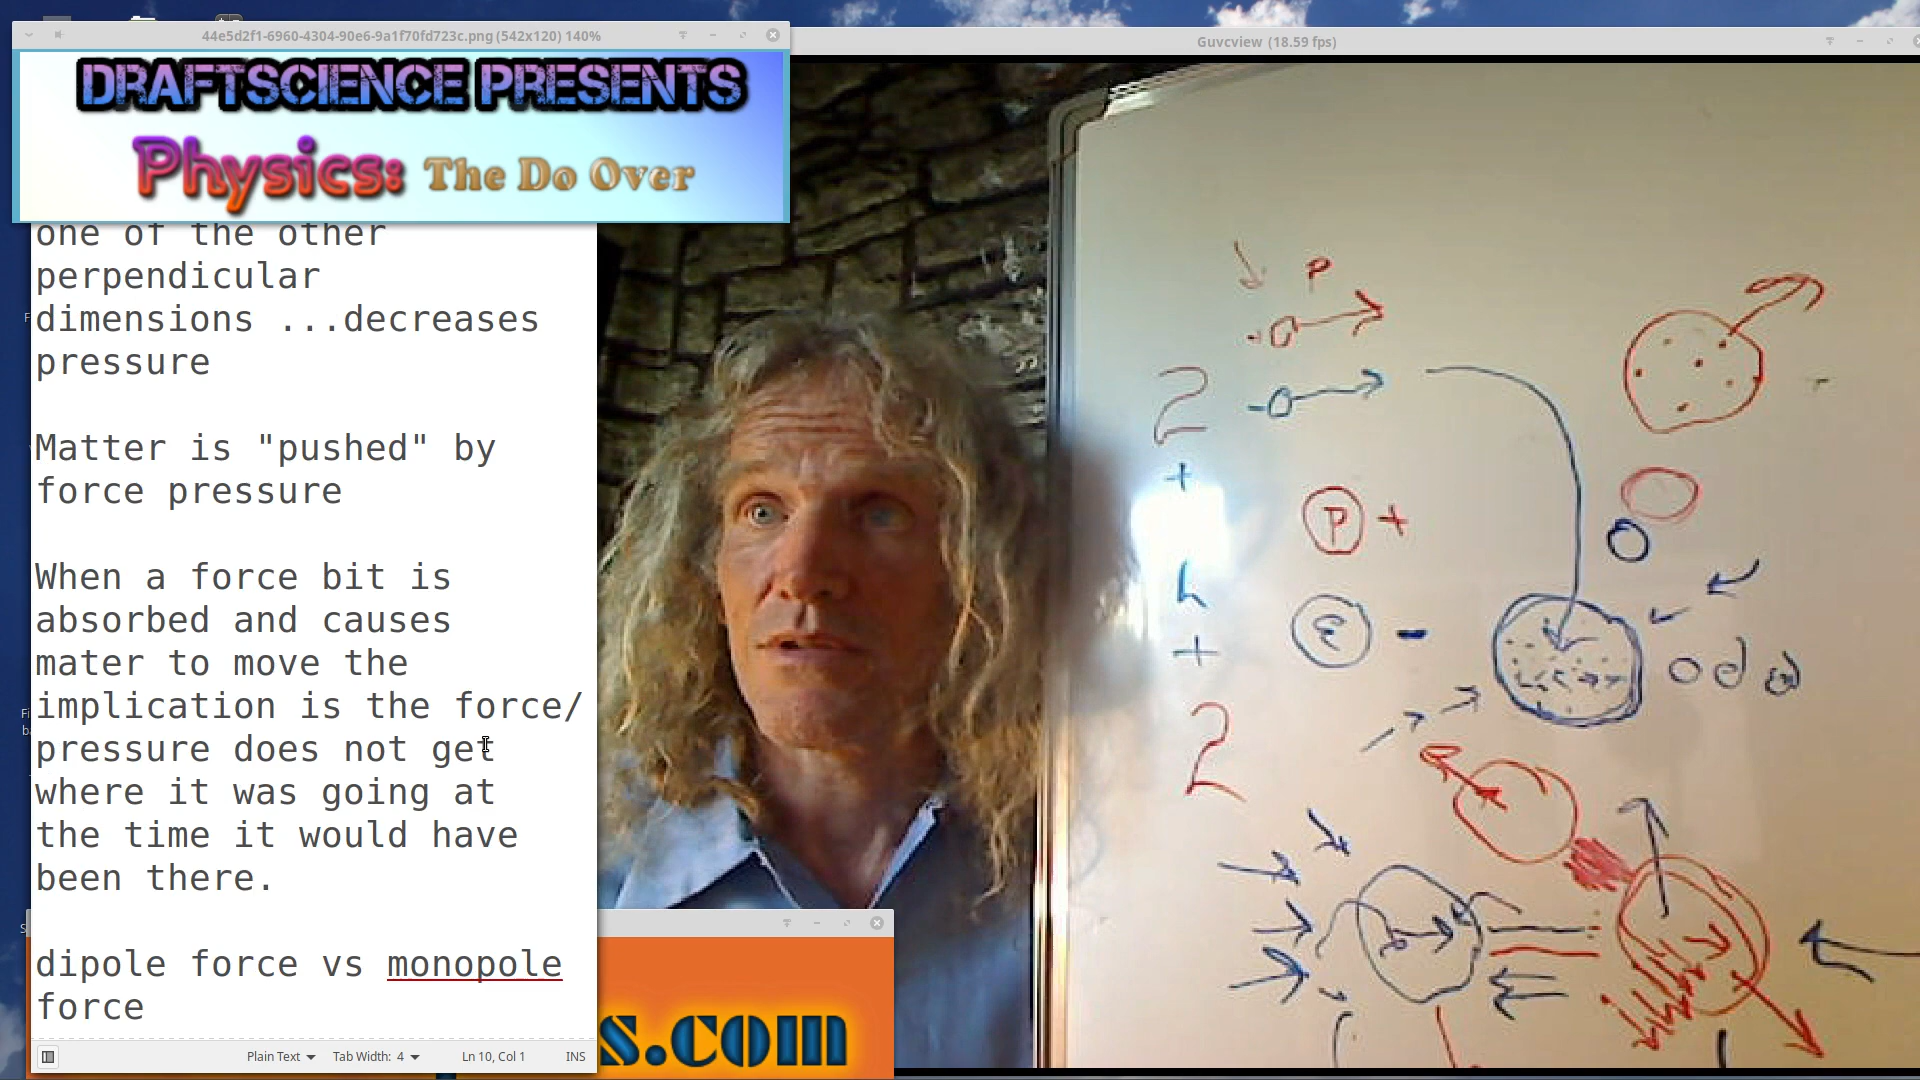 44e5d2f1-6960-4304-90e6-9a1f70fd723c.png (542x120) 140%
Guvcview (18.59 fps)
DRAFTSCIENCE PRESENTS
Physics: The Do Over
one of the other
perpendicular
dimensions ...decreases
pressure
Matter is "pushed" by
force pressure
When a force bit is
absorbed and causes
mater to move the
implication is the force/
pressure does not get
where it was going at
the time it would have
been there.
dipole force vs monopole
force
Plain Text Tab Width: 4 Ln 10, Col 1 INS
s.com
P
2
+
P +
h
E -
+
2